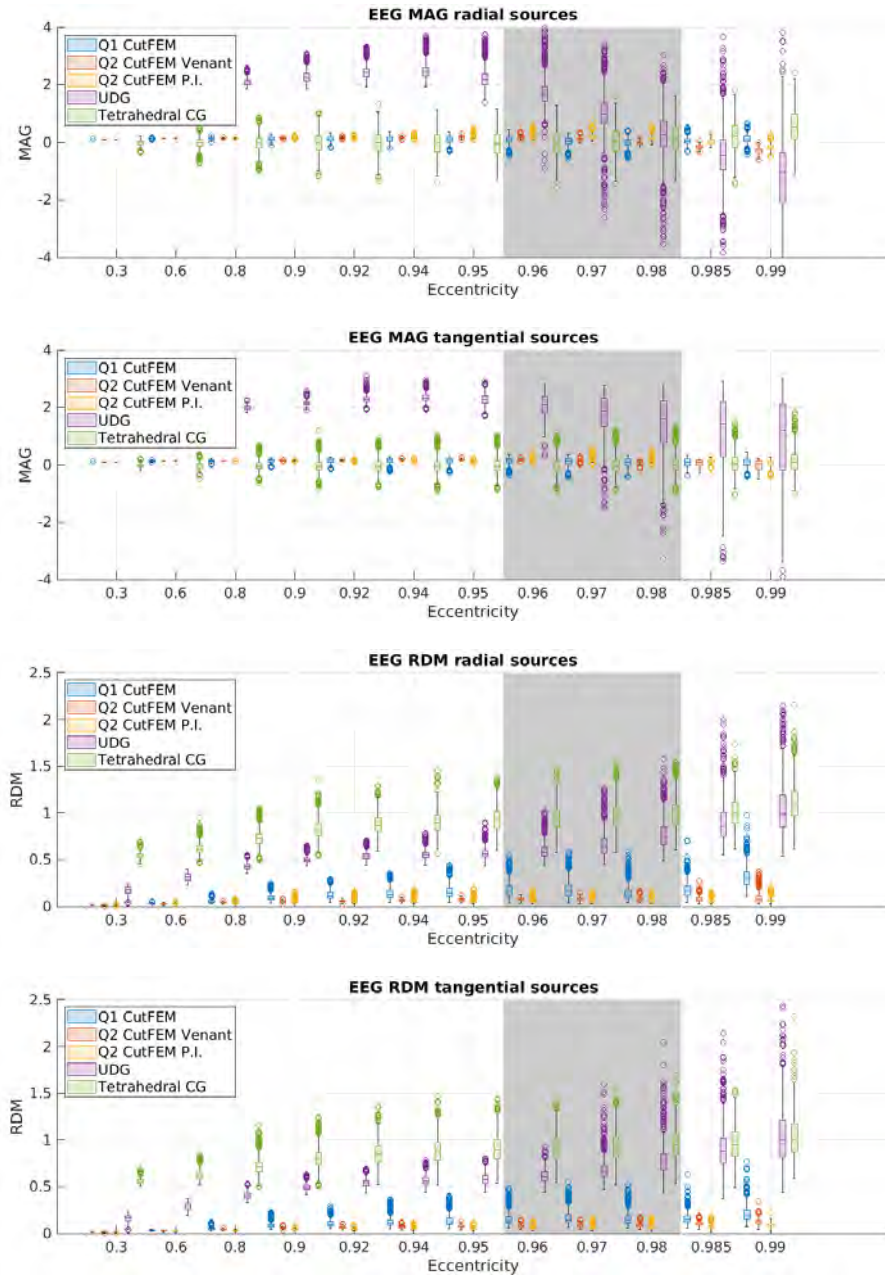 EEG MAG radial sources
4
2
0
-2
-4
MAG
Q1 CutFEM
Q2 CutFEM Venant
Q2 CutFEM P.I.
UDG
Tetrahedral CG
0.3 0.6 0.8 0.9 0.92 0.94 0.95 0.96 0.97 0.98 0.985 0.99
Eccentricity
EEG MAG tangential sources
4
2
0
-2
-4
MAG
Q1 CutFEM
Q2 CutFEM Venant
Q2 CutFEM P.I.
UDG
Tetrahedral CG
0.3 0.6 0.8 0.9 0.92 0.94 0.95 0.96 0.97 0.98 0.985 0.99
Eccentricity
EEG RDM radial sources
2.5
2
1.5
1
0.5
0
RDM
Q1 CutFEM
Q2 CutFEM Venant
Q2 CutFEM P.I.
UDG
Tetrahedral CG
0.3 0.6 0.8 0.9 0.92 0.94 0.95 0.96 0.97 0.98 0.985 0.99
Eccentricity
EEG RDM tangential sources
2.5
2
1.5
1
0.5
0
RDM
Q1 CutFEM
Q2 CutFEM Venant
Q2 CutFEM P.I.
UDG
Tetrahedral CG
0.3 0.6 0.8 0.9 0.92 0.94 0.95 0.96 0.97 0.98 0.985 0.99
Eccentricity